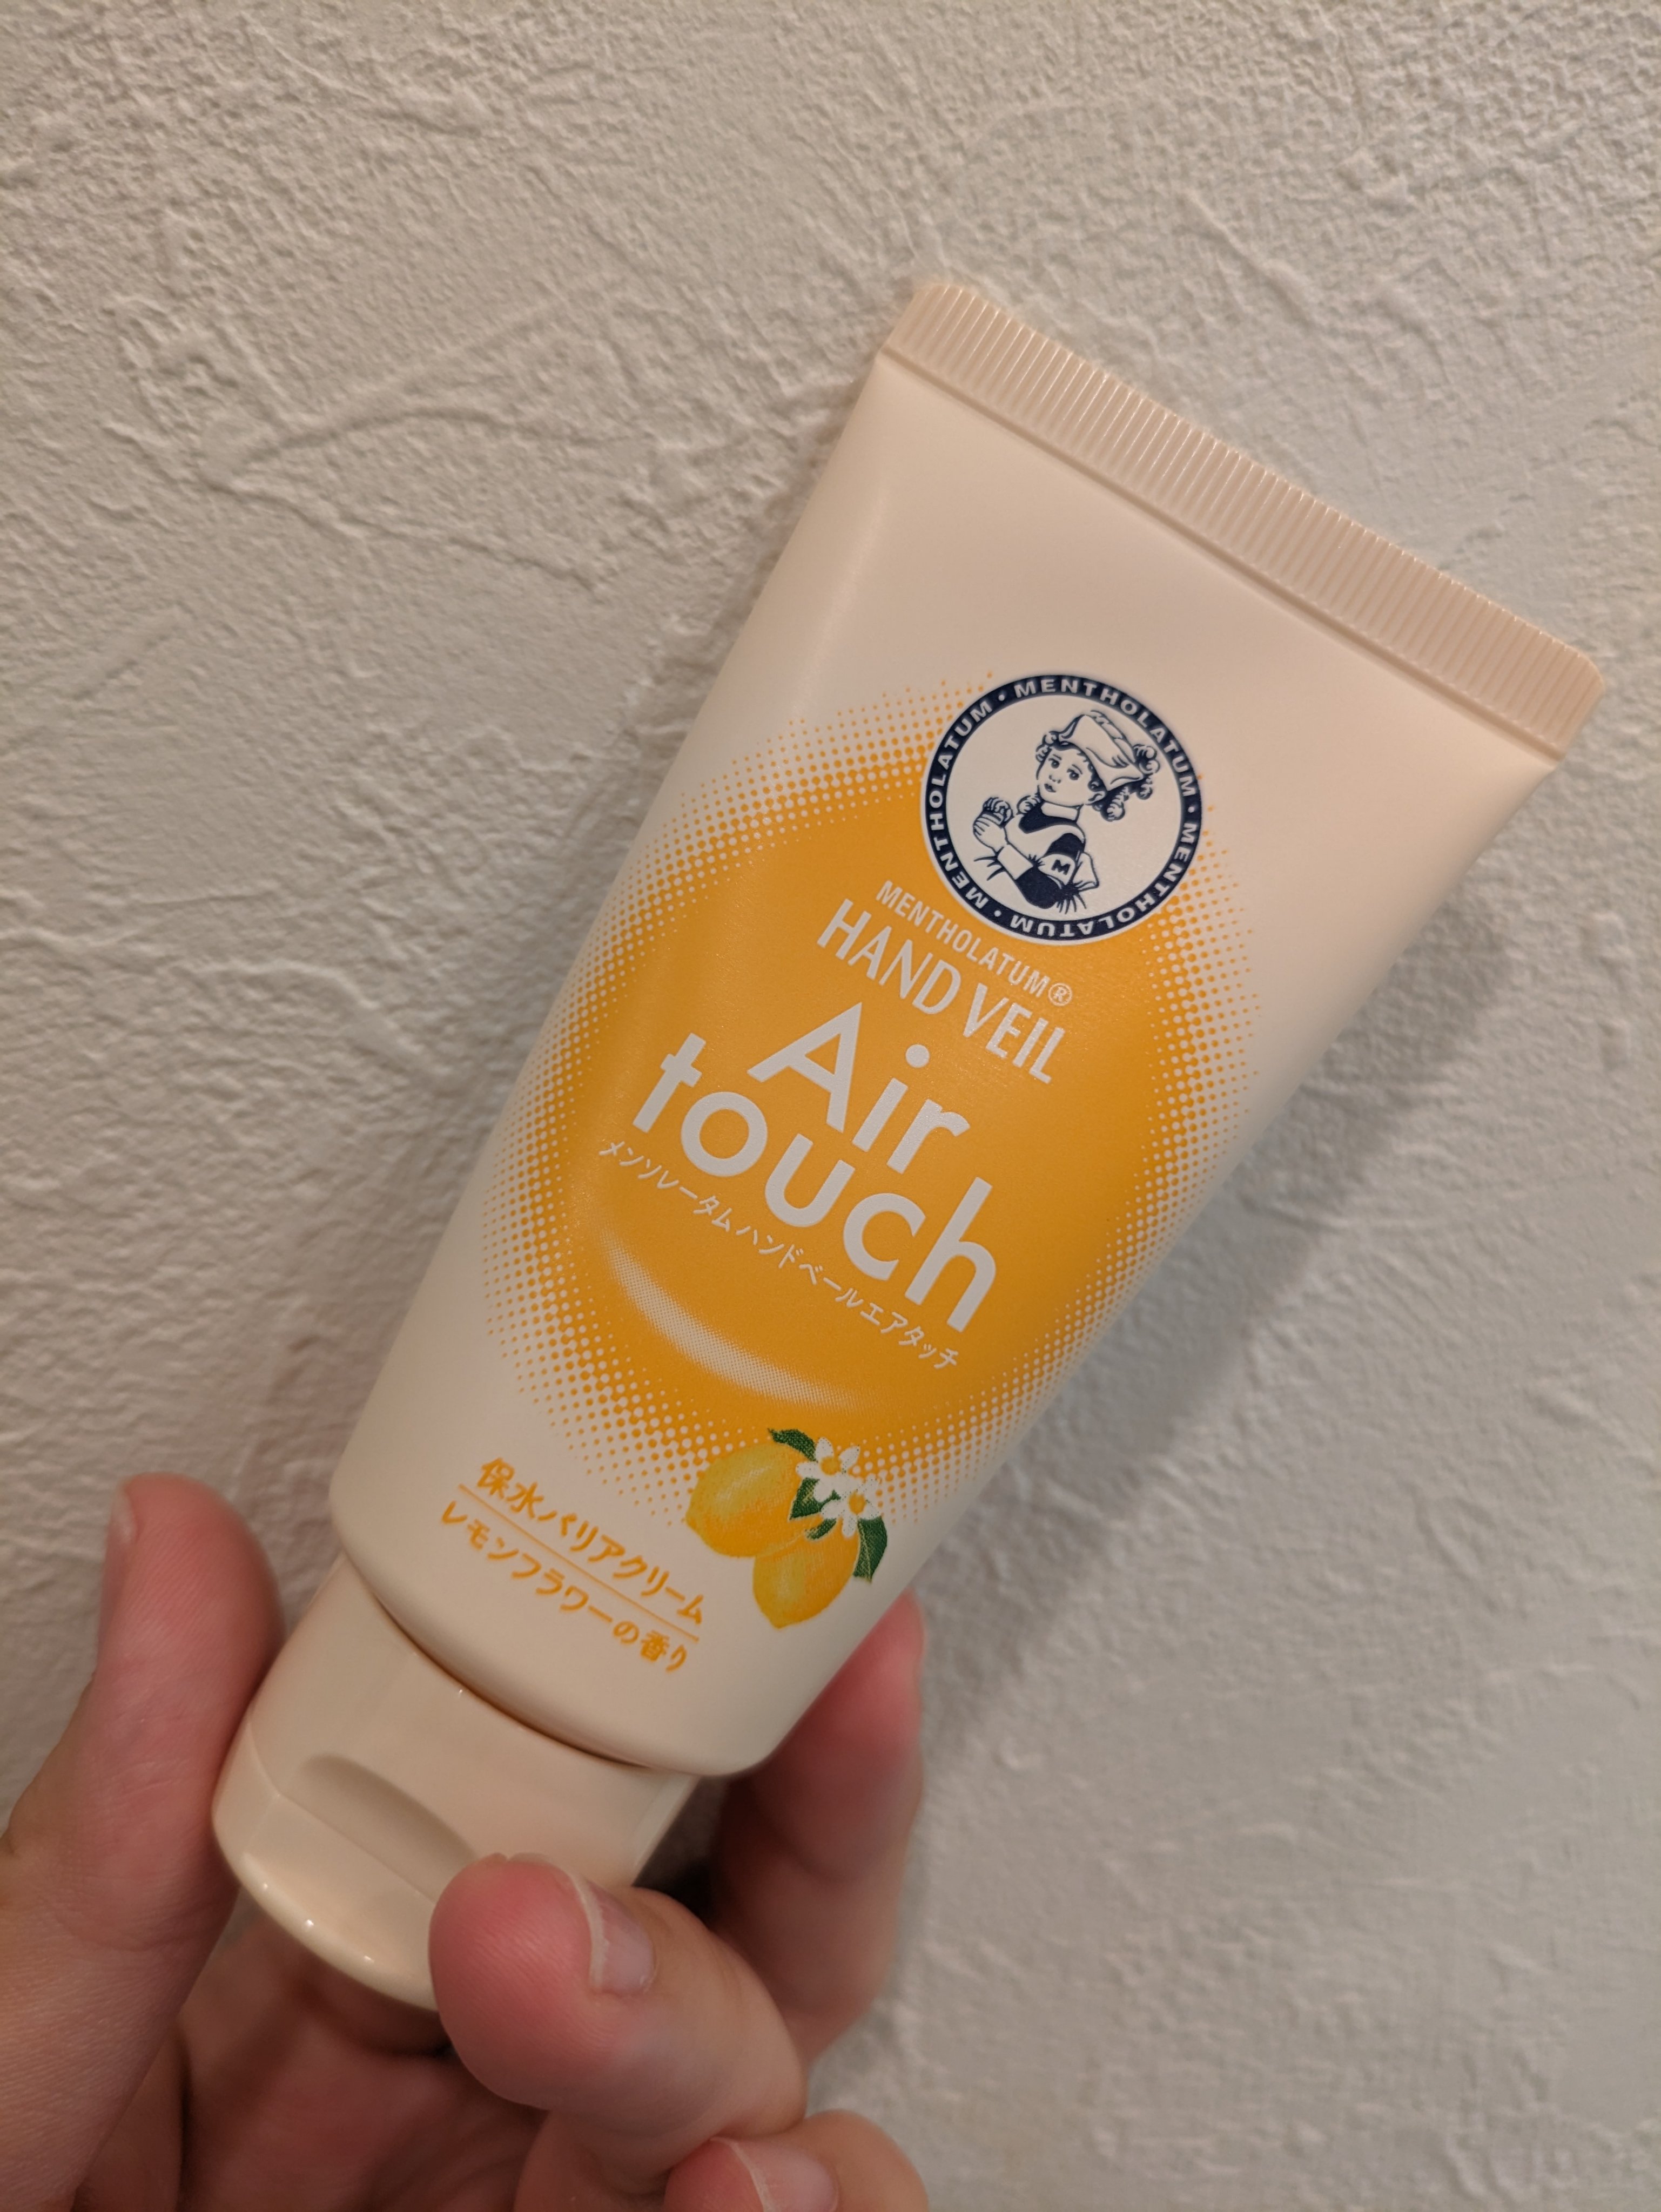 MENTHOLATUM • MENTHOLATUM • MENTHOLATUM • MENTHOLATUM •
M
MENTHOLATUM®
HAND VEIL
Air
touch
メンソレータム ハンドベール エアタッチ
保水バリアクリーム
レモンフラワーの香り